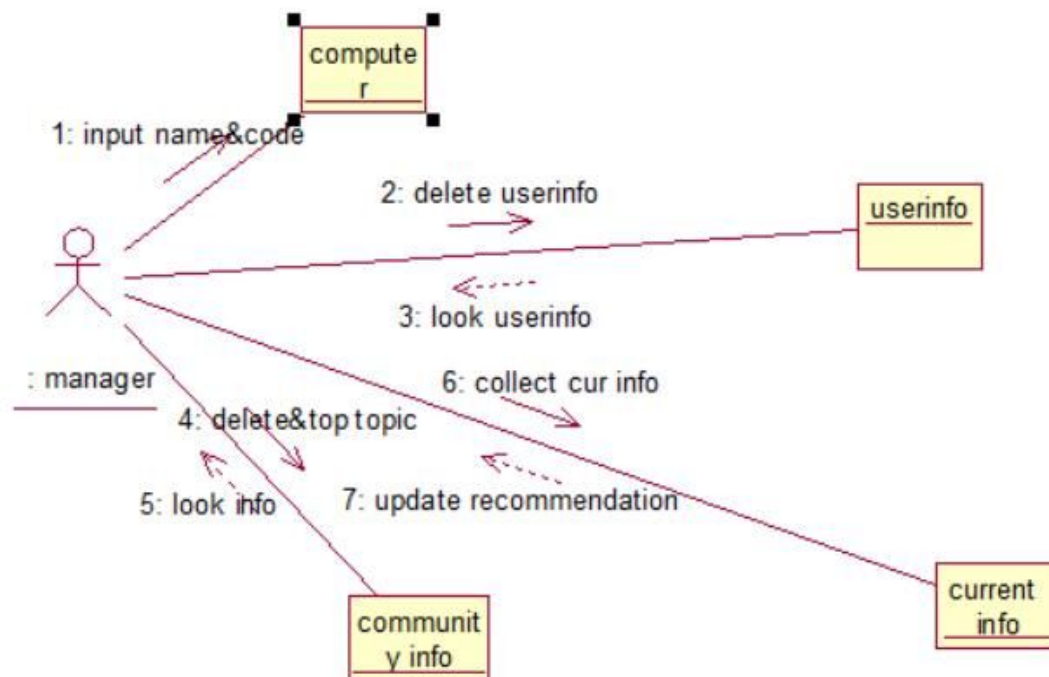 compute
r
1: input name&code
2: delete userinfo
userinfo
3: look userinfo
: manager
6: collect cur info
4: delete&top topic
5: look info
7: update recommendation
current
info
communit
y info